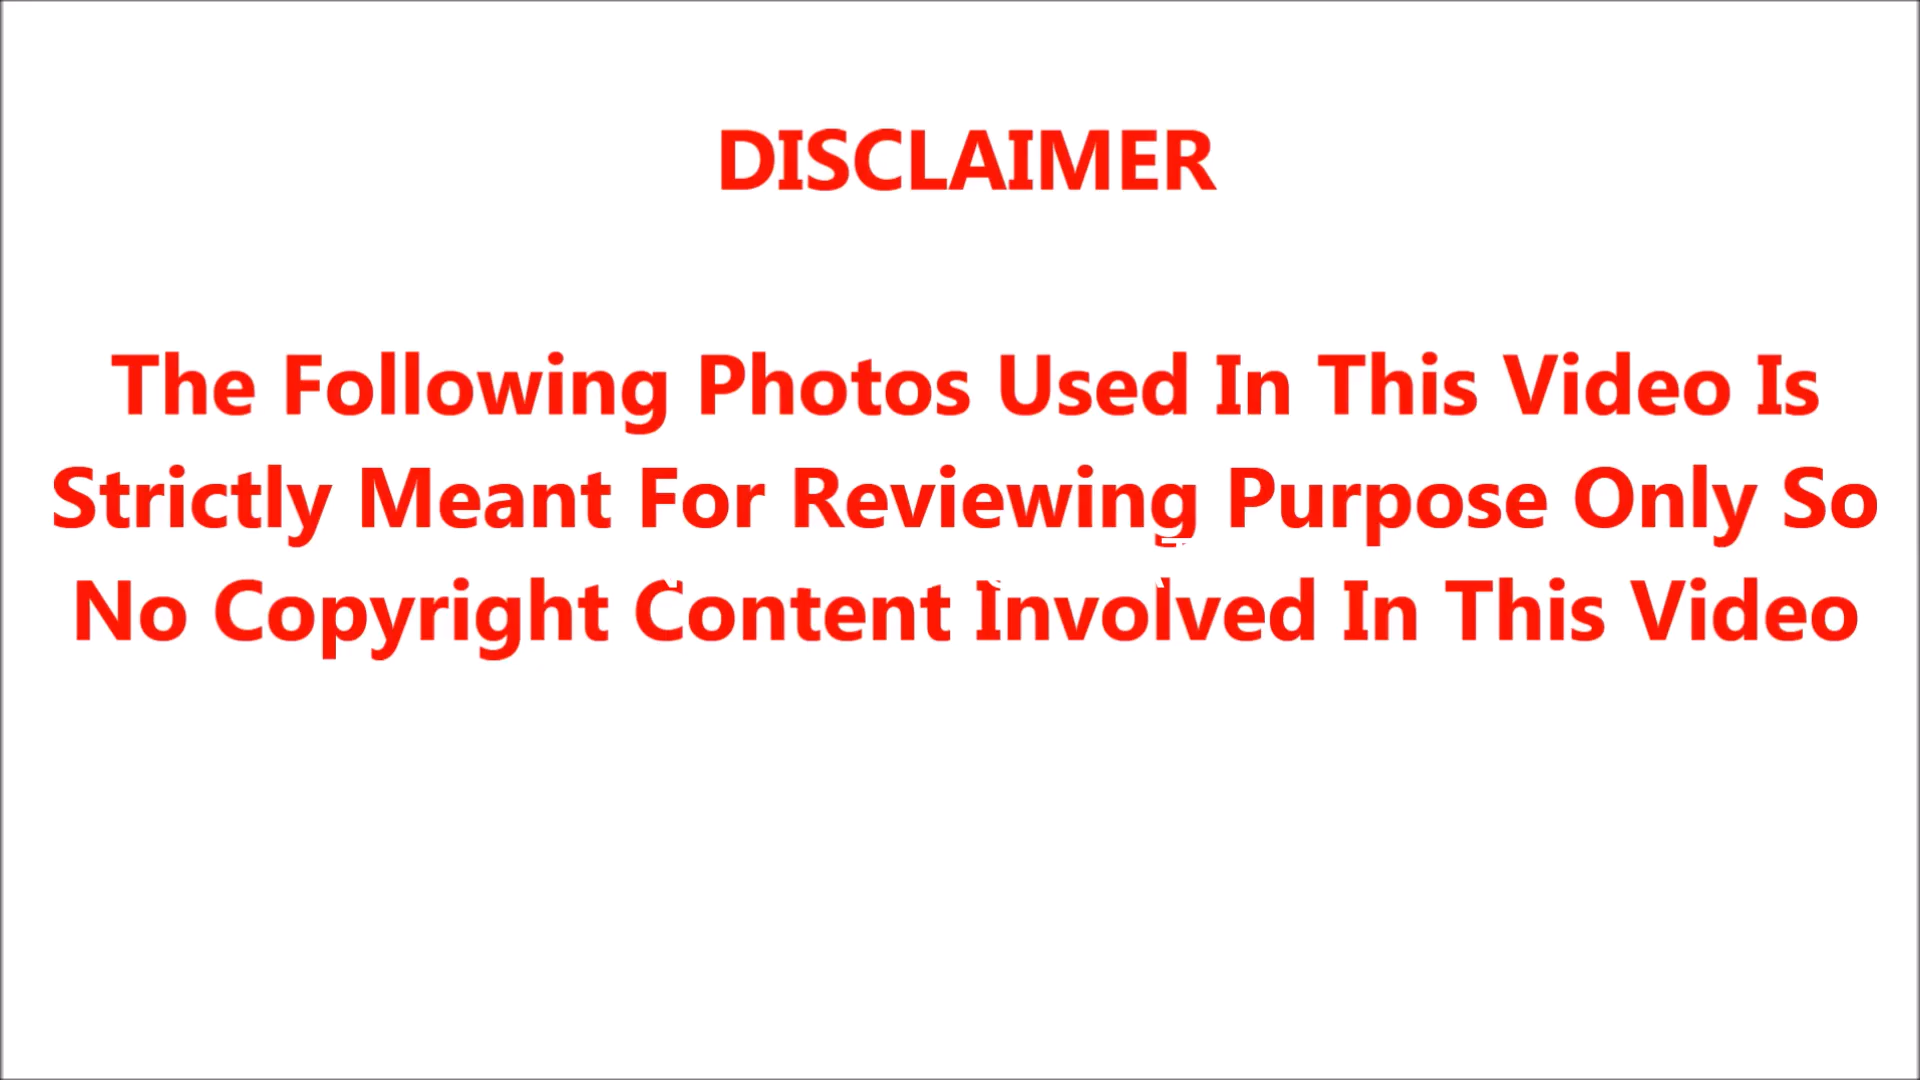 DISCLAIMER
The Following Photos Used In This Video Is
Strictly Meant For Reviewing Purpose Only So
No Copyright Content Involved In This Video